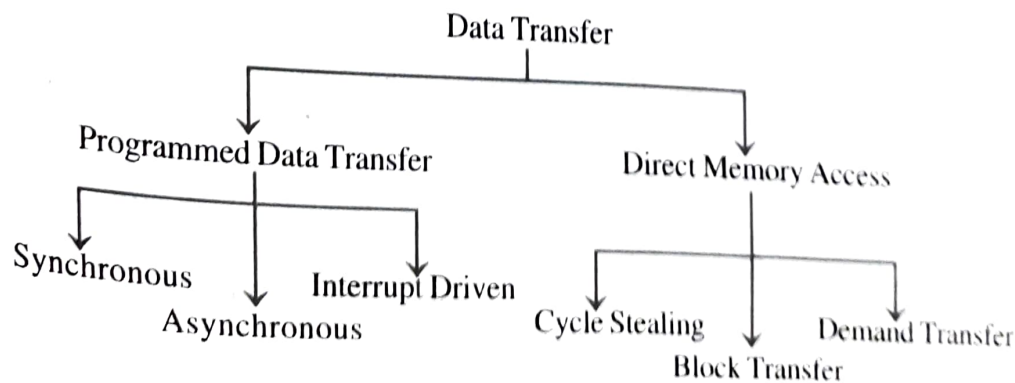 Data Transfer
Programmed Data Transfer
Direct Memory Access
Synchronous
Interrupt Driven
Asynchronous
Cycle Stealing
Demand Transfer
Block Transfer